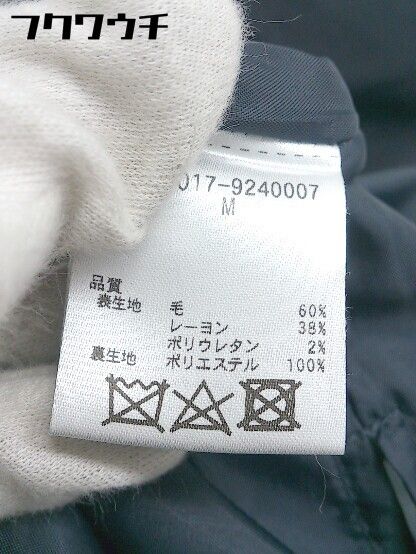 フクワウチ
017-9240007
M
品質
表生地 毛 60%
レーヨン 38%
ポリウレタン 2%
裏生地 ポリエステル 100%